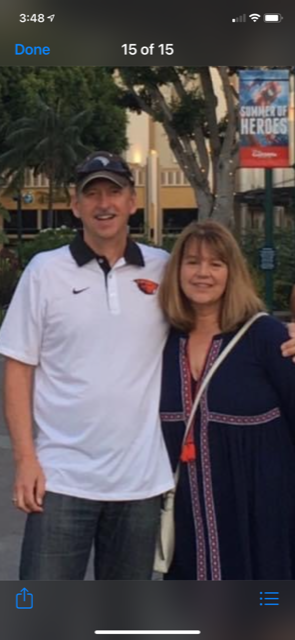 3:48
Done
15 of 15
SUMMER OF
HEROES